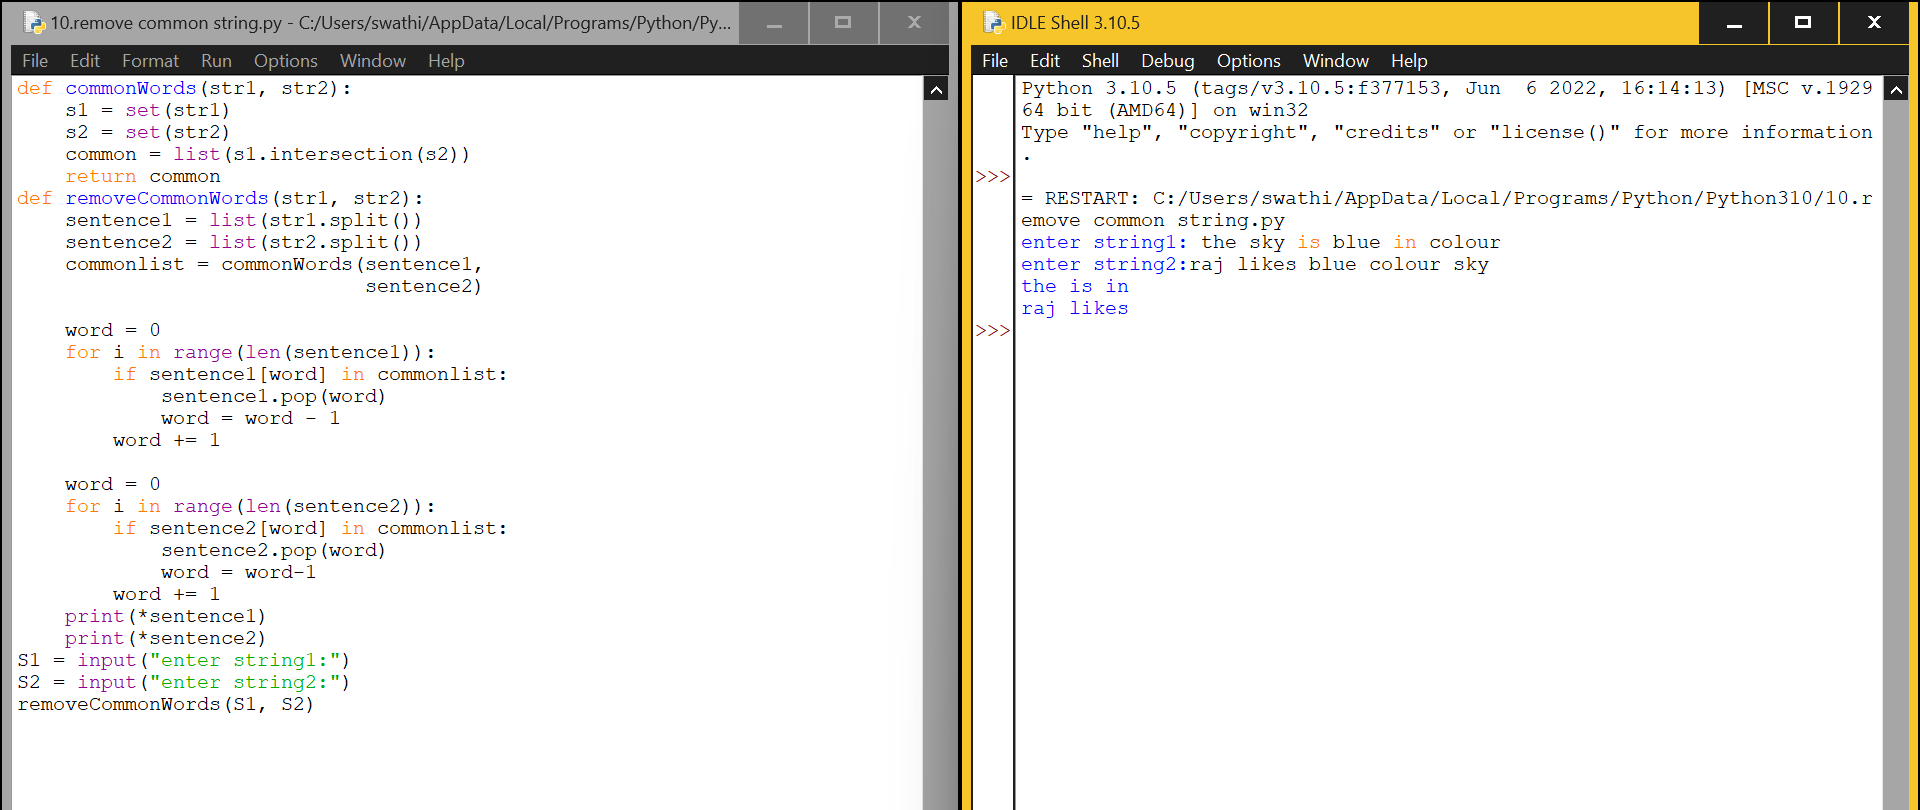 10.remove common string.py - C:/Users/swathi/AppData/Local/Programs/Python/Py...
File Edit Format Run Options Window Help
def commonWords(str1, str2):
    s1 = set(str1)
    s2 = set(str2)
    common = list(s1.intersection(s2))
    return common
def removeCommonWords(str1, str2):
    sentence1 = list(str1.split())
    sentence2 = list(str2.split())
    commonlist = commonWords(sentence1,
                             sentence2)
    word = 0
    for i in range(len(sentence1)):
        if sentence1[word] in commonlist:
            sentence1.pop(word)
            word = word - 1
        word += 1
    word = 0
    for i in range(len(sentence2)):
        if sentence2[word] in commonlist:
            sentence2.pop(word)
            word = word-1
        word += 1
    print(*sentence1)
    print(*sentence2)
S1 = input("enter string1:")
S2 = input("enter string2:")
removeCommonWords(S1, S2)
IDLE Shell 3.10.5
File Edit Shell Debug Options Window Help
Python 3.10.5 (tags/v3.10.5:f377153, Jun  6 2022, 16:14:13) [MSC v.1929
64 bit (AMD64)] on win32
Type "help", "copyright", "credits" or "license()" for more information
.
>>>
= RESTART: C:/Users/swathi/AppData/Local/Programs/Python/Python310/10.r
emove common string.py
enter string1: the sky is blue in colour
enter string2:raj likes blue colour sky
the is in
raj likes
>>>